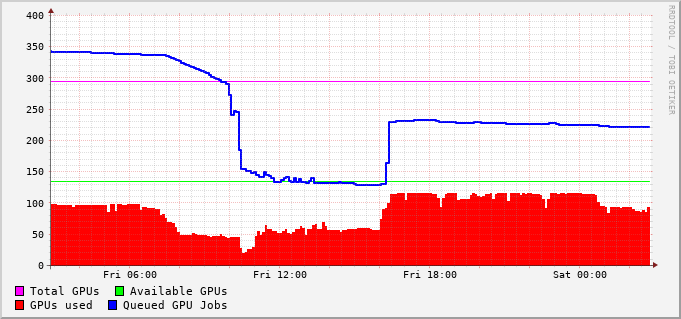 400
350
300
250
200
150
100
50
0
Fri 06:00 Fri 12:00 Fri 18:00 Sat 00:00
Total GPUs Available GPUs
GPUs used Queued GPU Jobs
RRDTOOL / TOBI OETIKER